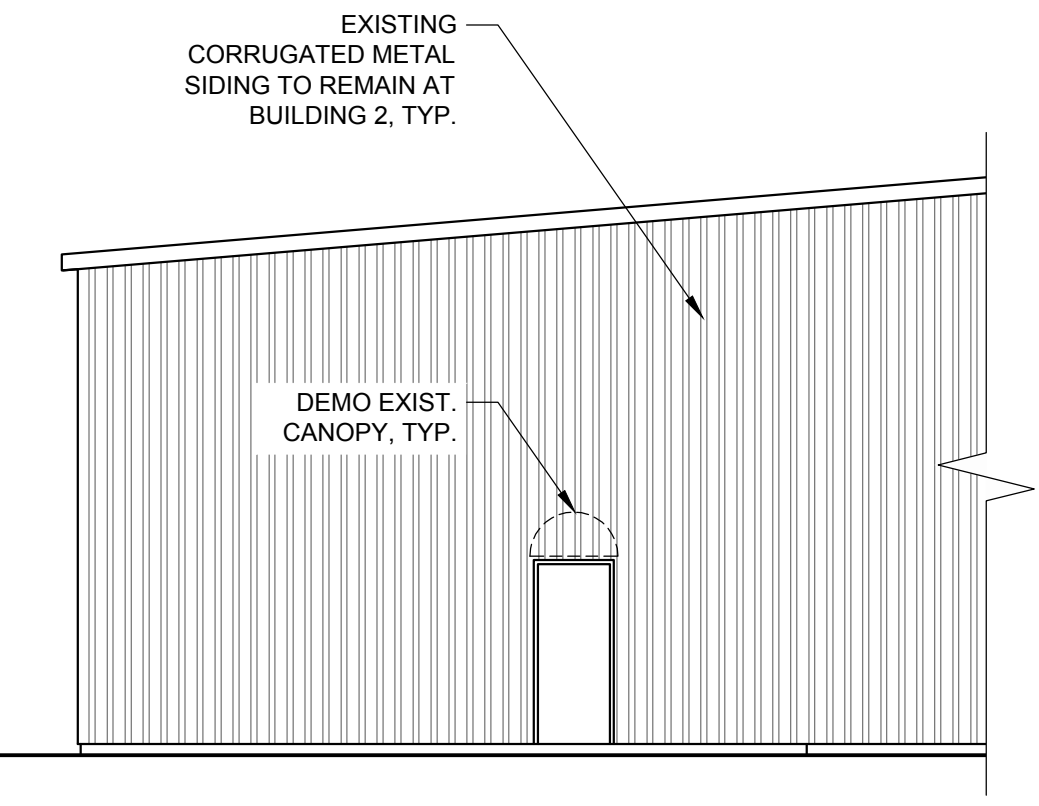 EXISTING
CORRUGATED METAL
SIDING TO REMAIN AT
BUILDING 2, TYP.
DEMO EXIST.
CANOPY, TYP.